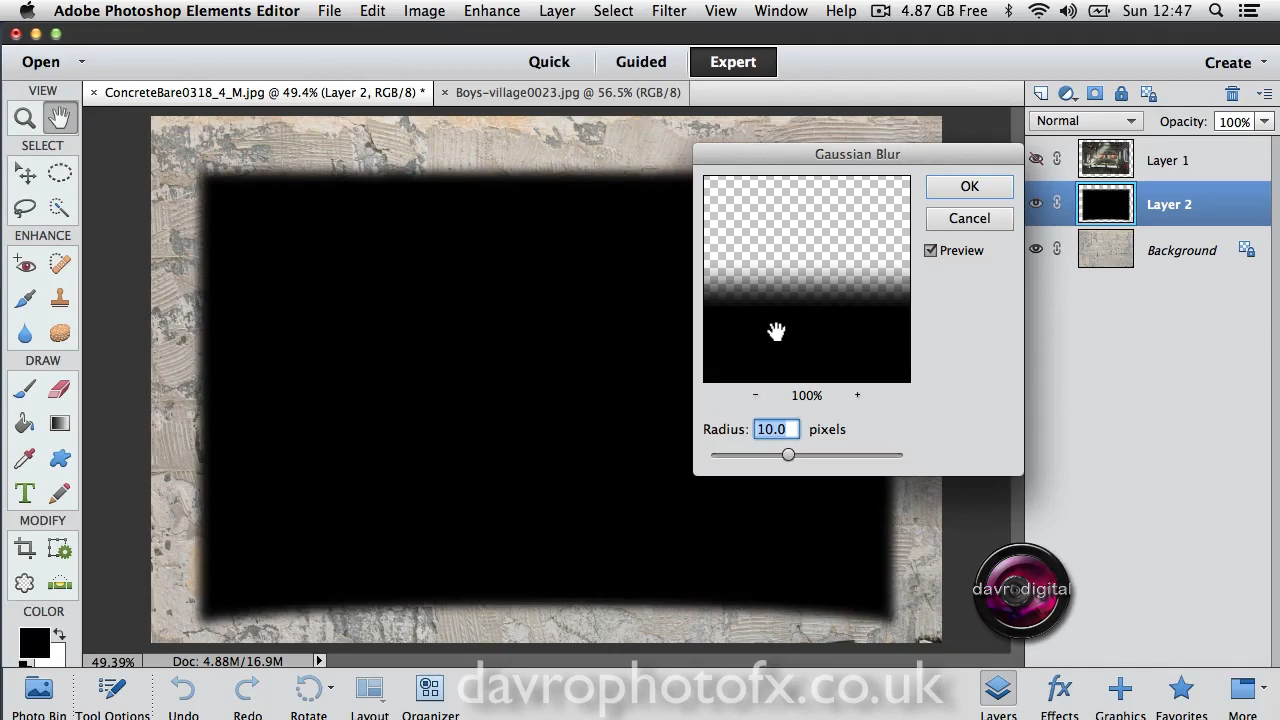 Adobe Photoshop Elements Editor File Edit Image Enhance Layer Select Filter View Window Help 4.87 GB Free Sun 12:47
Open Quick Guided Expert Create
× ConcreteBare0318_4_M.jpg @ 49.4% (Layer 2, RGB/8) * × Boys-village0023.jpg @ 56.5% (RGB/8)
VIEW
SELECT
ENHANCE
DRAW
T
MODIFY
COLOR
Normal Opacity: 100%
Layer 1
Layer 2
Background
Gaussian Blur
OK
Cancel
Preview
- 100% +
Radius: 10.0 pixels
davrodigital
49.39% Doc: 4.88M/16.9M
davrophotofx.co.uk
fx
Photo Bin Tool Options Undo Redo Rotate Layout Organizer Layers Effects Graphics Favorites More